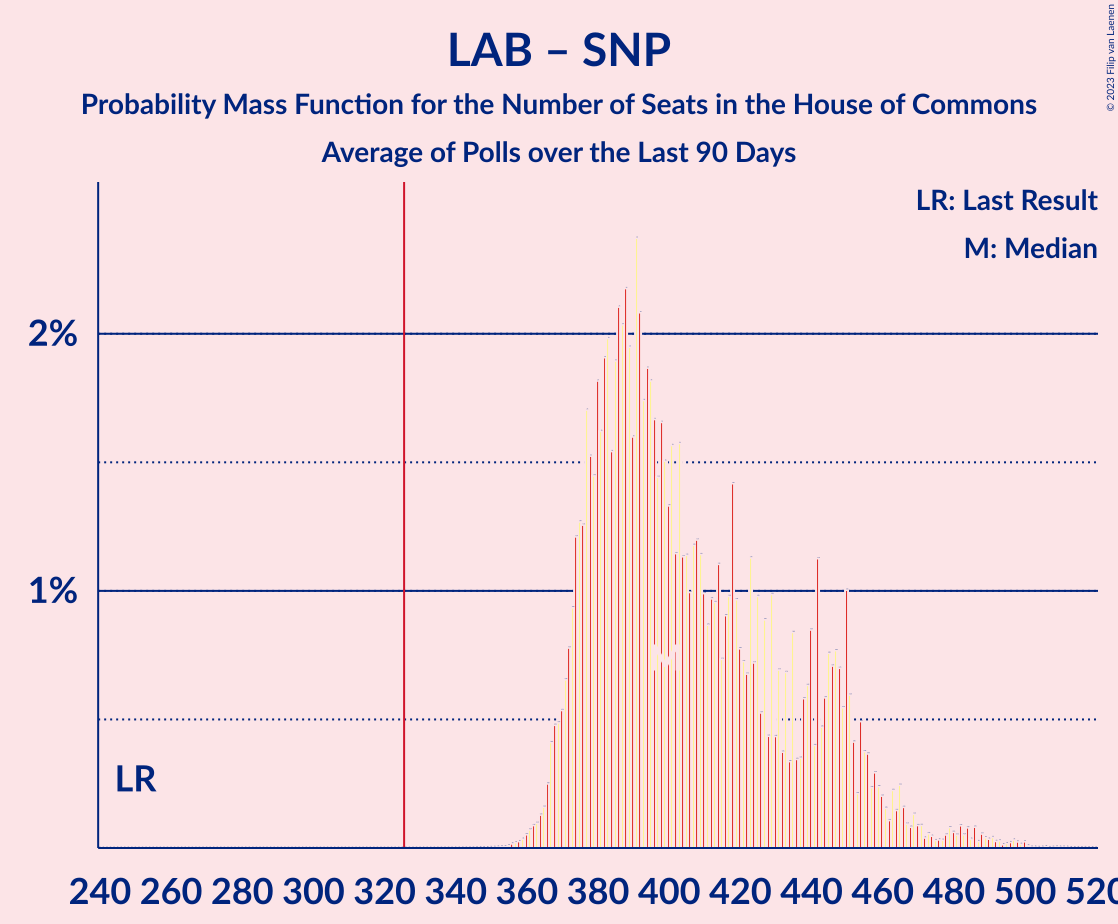 LAB – SNP
Probability Mass Function for the Number of Seats in the House of Commons
Average of Polls over the Last 90 Days
© 2023 Filip van Laenen
LR: Last Result
M: Median
2%
1%
M
LR
240 260 280 300 320 340 360 380 400 420 440 460 480 500 520